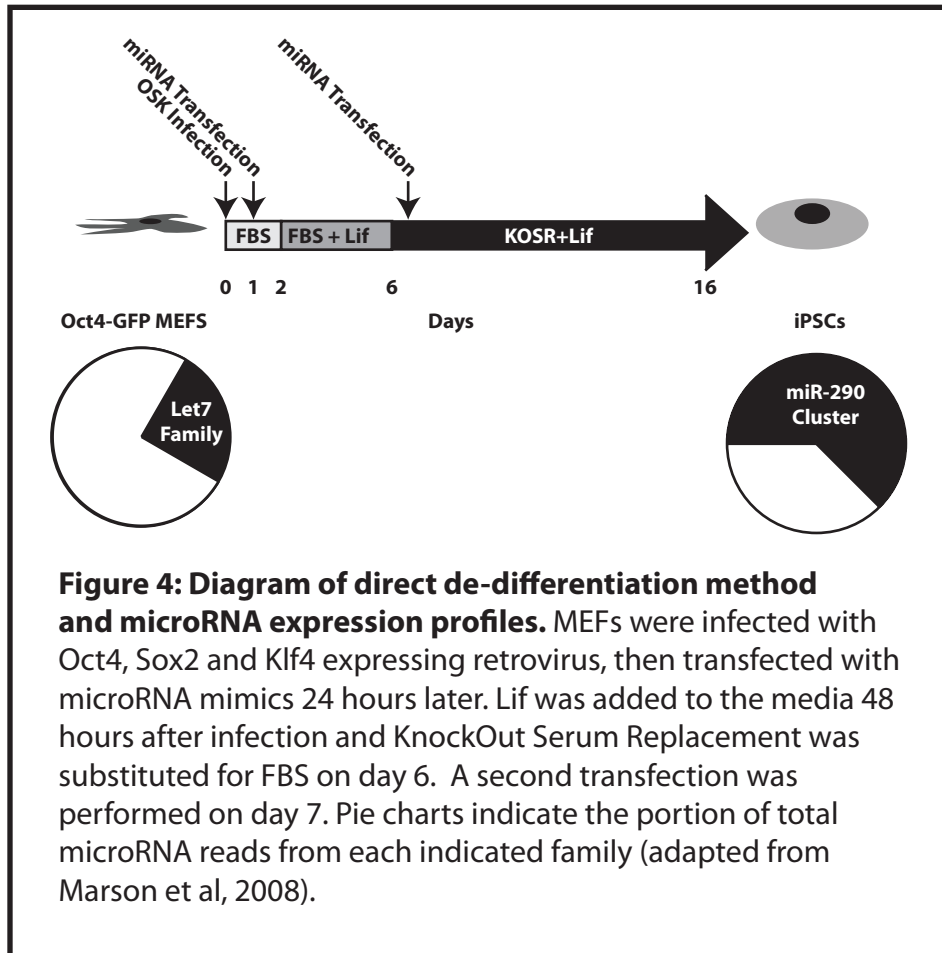 miRNA Transfection
OSK Infection
miRNA Transfection
FBS
FBS + Lif
KOSR+Lif
0 1 2 6 16
Oct4-GFP MEFS
Days
iPSCs
Let7
Family
miR-290
Cluster
Figure 4: Diagram of direct de-differentiation method
and microRNA expression profiles. MEFs were infected with
Oct4, Sox2 and Klf4 expressing retrovirus, then transfected with
microRNA mimics 24 hours later. Lif was added to the media 48
hours after infection and KnockOut Serum Replacement was
substituted for FBS on day 6.  A second transfection was
performed on day 7. Pie charts indicate the portion of total
microRNA reads from each indicated family (adapted from
Marson et al, 2008).